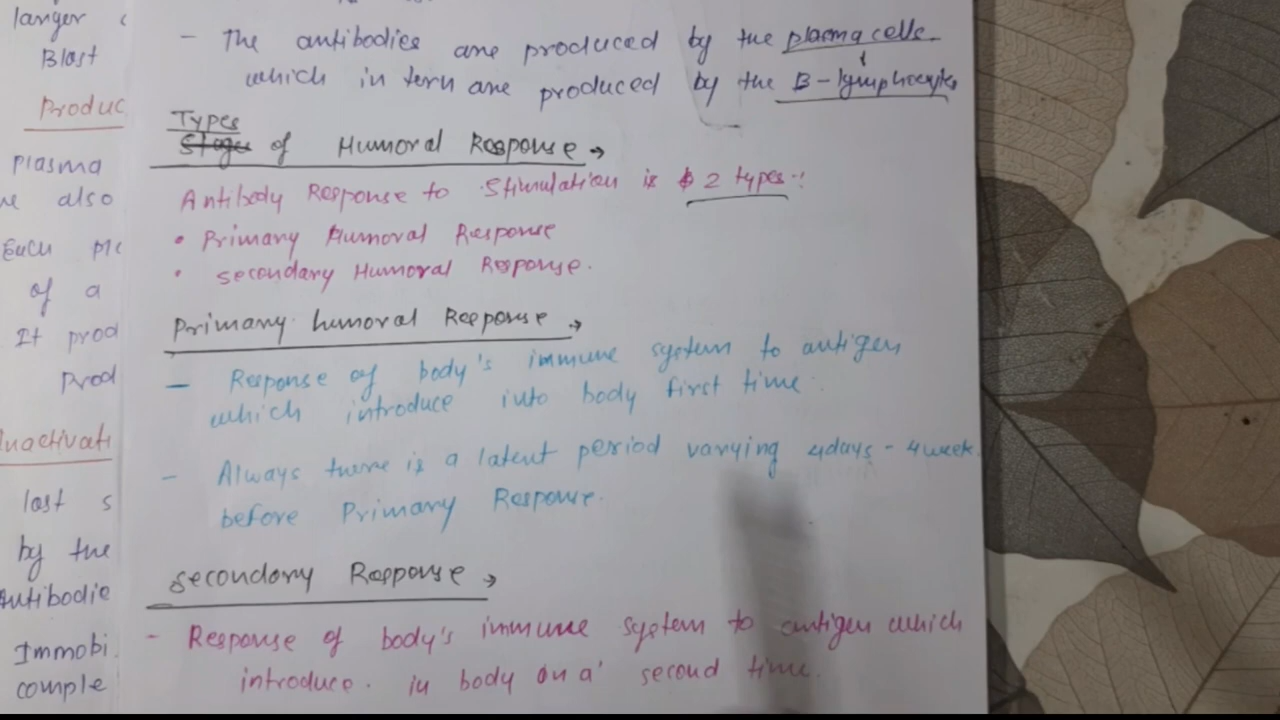 larger
Blast
Produc
Plasma
re also
Each
of a
It prod
Prod
Inactivati
last s
by the
Antibodie
Immobi.
comple
- The antibodies are produced by the plasma cells.
which in tern are produced by the B-lymphocytes
Types
Stages of Humoral Response →
Antibody Response to Stimulation is 2 types:
• Primary Humoral Response
• Secondary Humoral Response.
Primary humoral Response →
- Response of body's immune system to antigen
which introduce into body first time.
- Always there is a latent period varying 4days - 4week.
before Primary Response.
Secondary Response →
- Response of body's immune system to antigen which
introduce. in body on a' second time.